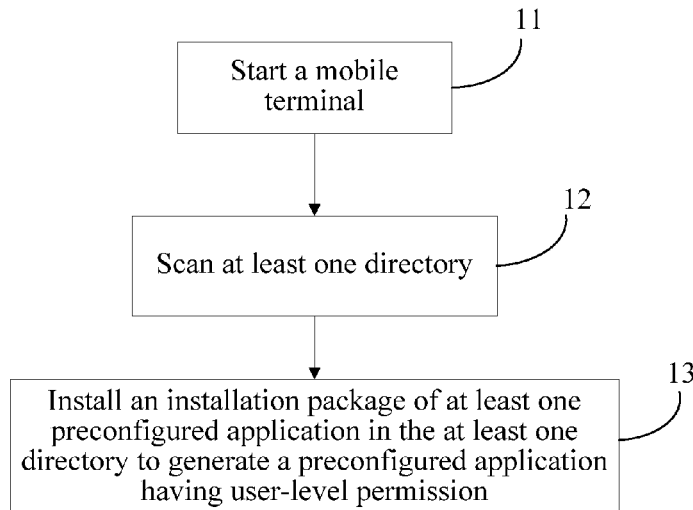 11
Start a mobile
terminal
12
Scan at least one directory
13
Install an installation package of at least one
preconfigured application in the at least one
directory to generate a preconfigured application
having user-level permission